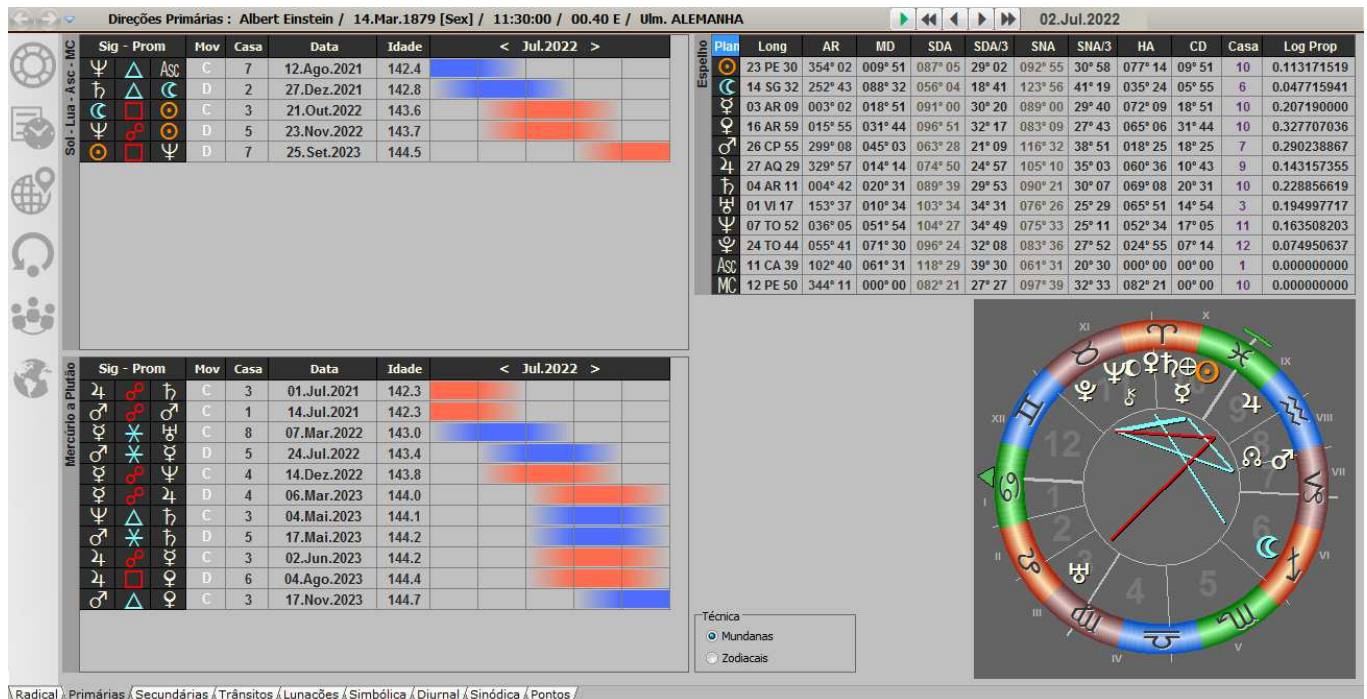 Direções Primárias : Albert Einstein / 14.Mar.1879 [Sex] / 11:30:00 / 00.40 E / Ulm. ALEMANHA
02.Jul.2022
Sol - Lua - Asc - MC
Sig - Prom Mov Casa Data Idade < Jul.2022 >
♆ △ Asc C 7 12.Ago.2021 142.4
♄ △ ☾ D 2 27.Dez.2021 142.8
☾ □ ☉ C 3 21.Out.2022 143.6
♆ ☍ ☉ D 5 23.Nov.2022 143.7
☉ □ ♆ D 7 25.Set.2023 144.5
Mercúrio a Plutão
Sig - Prom Mov Casa Data Idade < Jul.2022 >
♃ ☍ ♄ C 3 01.Jul.2021 142.3
♂ ☍ ♂ C 1 14.Jul.2021 142.3
☿ ⚹ ♅ C 8 07.Mar.2022 143.0
♂ ⚹ ☿ D 5 24.Jul.2022 143.4
☿ ☍ ♆ C 4 14.Dez.2022 143.8
☿ ☍ ♃ D 4 06.Mar.2023 144.0
♆ △ ♄ C 3 04.Mai.2023 144.1
♂ ⚹ ♄ D 5 17.Mai.2023 144.2
♃ ☍ ☿ C 3 02.Jun.2023 144.2
♃ □ ♀ D 6 04.Ago.2023 144.4
♂ △ ♀ C 3 17.Nov.2023 144.7
Espelho
Plan Long AR MD SDA SDA/3 SNA SNA/3 HA CD Casa Log Prop
☉ 23 PE 30 354° 02 009° 51 087° 05 29° 02 092° 55 30° 58 077° 14 09° 51 10 0.113171519
☾ 14 SG 32 252° 43 088° 32 056° 04 18° 41 123° 56 41° 19 035° 24 05° 55 6 0.047715941
☿ 03 AR 09 003° 02 018° 51 091° 00 30° 20 089° 00 29° 40 072° 09 18° 51 10 0.207190000
♀ 16 AR 59 015° 55 031° 44 096° 51 32° 17 083° 09 27° 43 065° 06 31° 44 10 0.327707036
♂ 26 CP 55 299° 08 045° 03 063° 28 21° 09 116° 32 38° 51 018° 25 18° 25 7 0.290238867
♃ 27 AQ 29 329° 57 014° 14 074° 50 24° 57 105° 10 35° 03 060° 36 10° 43 9 0.143157355
♄ 04 AR 11 004° 42 020° 31 089° 39 29° 53 090° 21 30° 07 069° 08 20° 31 10 0.228856619
♅ 01 VI 17 153° 37 010° 34 103° 34 34° 31 076° 26 25° 29 065° 51 14° 54 3 0.194997717
♆ 07 TO 52 036° 05 051° 54 104° 27 34° 49 075° 33 25° 11 052° 34 17° 05 11 0.163508203
♇ 24 TO 44 055° 41 071° 30 096° 24 32° 08 083° 36 27° 52 024° 55 07° 14 12 0.074950637
Asc 11 CA 39 102° 40 061° 31 118° 29 39° 30 061° 31 20° 30 000° 00 00° 00 1 0.000000000
MC 12 PE 50 344° 11 000° 00 082° 21 27° 27 097° 39 32° 33 082° 21 00° 00 10 0.000000000
XI X IX
XII VIII
I VII
II VI
III IV V
12 9 8
1 7
2 6
3 4 5
Técnica
Mundanas
Zodiacais
Radical Primárias Secundárias Trânsitos Lunações Simbólica Diurnal Sinódica Pontos